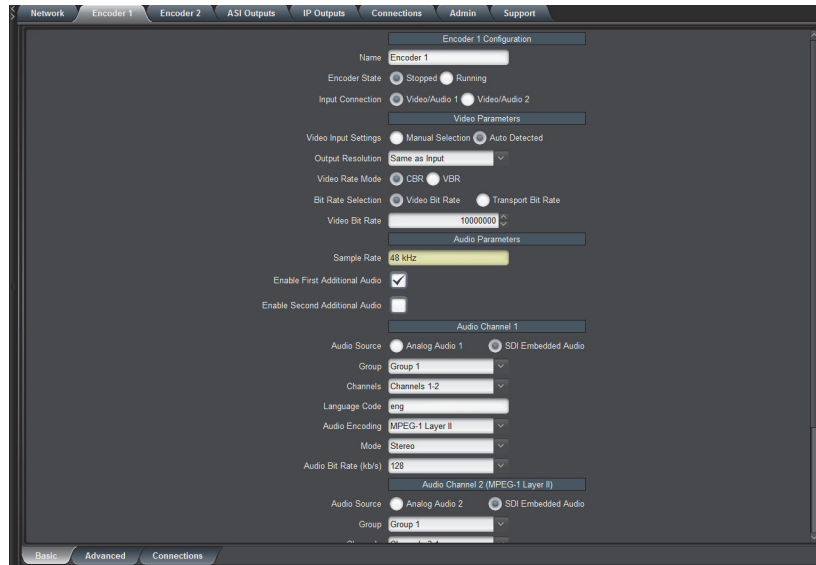 Network Encoder 1 Encoder 2 ASI Outputs IP Outputs Connections Admin Support
Encoder 1 Configuration
Name Encoder 1
Encoder State Stopped Running
Input Connection Video/Audio 1 Video/Audio 2
Video Parameters
Video Input Settings Manual Selection Auto Detected
Output Resolution Same as Input
Video Rate Mode CBR VBR
Bit Rate Selection Video Bit Rate Transport Bit Rate
Video Bit Rate 10000000
Audio Parameters
Sample Rate 48 kHz
Enable First Additional Audio
Enable Second Additional Audio
Audio Channel 1
Audio Source Analog Audio 1 SDI Embedded Audio
Group Group 1
Channels Channels 1-2
Language Code eng
Audio Encoding MPEG-1 Layer II
Mode Stereo
Audio Bit Rate (kb/s) 128
Audio Channel 2 (MPEG-1 Layer II)
Audio Source Analog Audio 2 SDI Embedded Audio
Group Group 1
Basic Advanced Connections